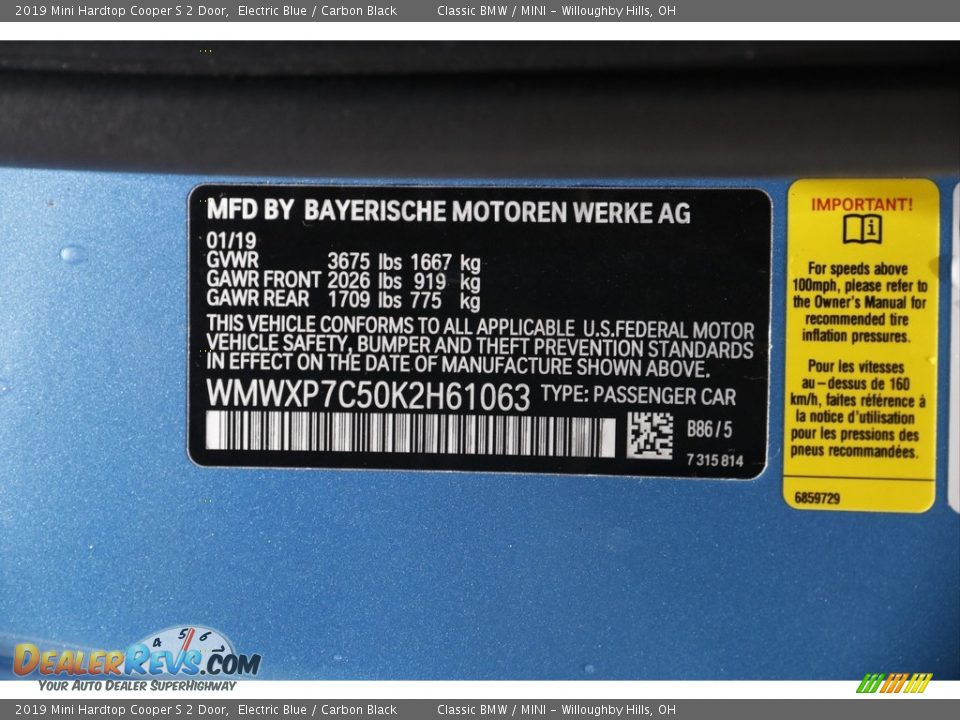 2019 Mini Hardtop Cooper S 2 Door, Electric Blue / Carbon Black Classic BMW / MINI - Willoughby Hills, OH
MFD BY BAYERISCHE MOTOREN WERKE AG
01/19
GVWR 3675 lbs 1667 kg
GAWR FRONT 2026 lbs 919 kg
GAWR REAR 1709 lbs 775 kg
THIS VEHICLE CONFORMS TO ALL APPLICABLE U.S.FEDERAL MOTOR
VEHICLE SAFETY, BUMPER AND THEFT PREVENTION STANDARDS
IN EFFECT ON THE DATE OF MANUFACTURE SHOWN ABOVE.
WMWXP7C50K2H61063 TYPE: PASSENGER CAR
B86/5
7315814
IMPORTANT!
For speeds above
100mph, please refer to
the Owner's Manual for
recommended tire
inflation pressures.
Pour les vitesses
au-dessus de 160
km/h, faites référence à
la notice d'utilisation
pour les pressions des
pneus recommandées.
6859729
4 5 6 7
DEALERREVS.COM
YOUR AUTO DEALER SUPERHIGHWAY
2019 Mini Hardtop Cooper S 2 Door, Electric Blue / Carbon Black Classic BMW / MINI - Willoughby Hills, OH